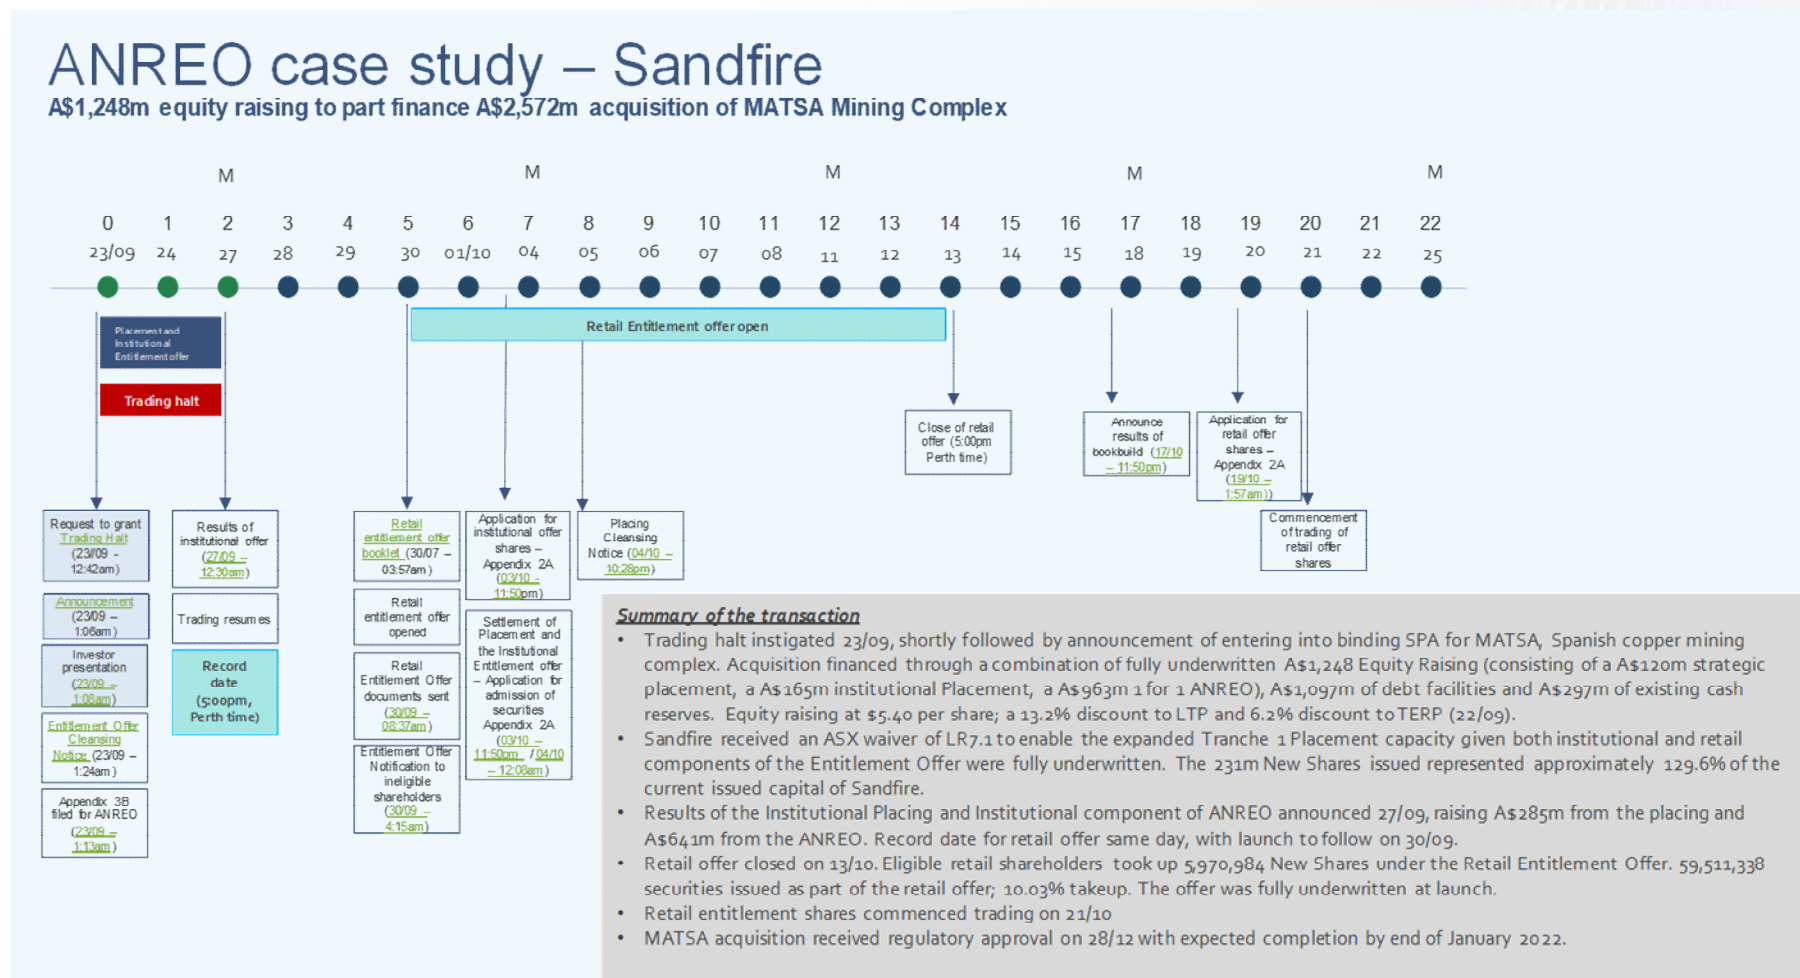 ANREO case study – Sandfire
A$1,248m equity raising to part finance A$2,572m acquisition of MATSA Mining Complex
M M M M M
0 1 2 3 4 5 6 7 8 9 10 11 12 13 14 15 16 17 18 19 20 21 22
23/09 24 27 28 29 30 01/10 04 05 06 07 08 11 12 13 14 15 18 19 20 21 22 25
Placement and
Institutional
Entitlement offer
Trading halt
Retail Entitlement offer open
Request to grant
Trading Halt
(23//09 -
12:42am)
Announcement
(23/09 –
1:06am)
Investor
presentation
(23/09 –
1:08am)
Entitlement Offer
Cleansing
Notice (23/09 –
1:24am)
Appendix 3B
filed for ANREO
(23/09 –
1:13am)
Results of
institutional offer
(27/09 –
12:30am)
Trading resumes
Record
date
(5:00pm,
Perth time)
Retail
entitlement offer
booklet (30/07 –
03:57am)
Retail
entitlement offer
opened
Retail
Entitlement Offer
documents sent
(30/09 –
08:37am)
Entitlement Offer
Notification to
ineligible
shareholders
(30/09 –
4:15am)
Application for
institutional offer
shares –
Appendix 2A
(03/10 -
11:50pm)
Settlement of
Placement and
the Institutional
Entitlement offer
– Application for
admission of
securities
Appendix 2A
(03/10 –
11:50pm /04/10
– 12:08am)
Placing
Cleansing
Notice (04/10 –
10:28pm)
Close of retail
offer (5:00pm
Perth time)
Announce
results of
bookbuild (17/10
– 11:50pm)
Application for
retail offer
shares –
Appendix 2A
(19/10 –
1:57am))
Commencement
of trading of
retail offer
shares
Summary of the transaction
• Trading halt instigated 23/09, shortly followed by announcement of entering into binding SPA for MATSA, Spanish copper mining
complex. Acquisition financed through a combination of fully underwritten A$1,248 Equity Raising (consisting of a A$120m strategic
placement, a A$165m institutional Placement, a A$963m 1 for 1 ANREO), A$1,097m of debt facilities and A$297m of existing cash
reserves. Equity raising at $5.40 per share; a 13.2% discount to LTP and 6.2% discount to TERP (22/09).
• Sandfire received an ASX waiver of LR7.1 to enable the expanded Tranche 1 Placement capacity given both institutional and retail
components of the Entitlement Offer were fully underwritten. The 231m New Shares issued represented approximately 129.6% of the
current issued capital of Sandfire.
• Results of the Institutional Placing and Institutional component of ANREO announced 27/09, raising A$285m from the placing and
A$641m from the ANREO. Record date for retail offer same day, with launch to follow on 30/09.
• Retail offer closed on 13/10. Eligible retail shareholders took up 5,970,984 New Shares under the Retail Entitlement Offer. 59,511,338
securities issued as part of the retail offer; 10.03% takeup. The offer was fully underwritten at launch.
• Retail entitlement shares commenced trading on 21/10
• MATSA acquisition received regulatory approval on 28/12 with expected completion by end of January 2022.